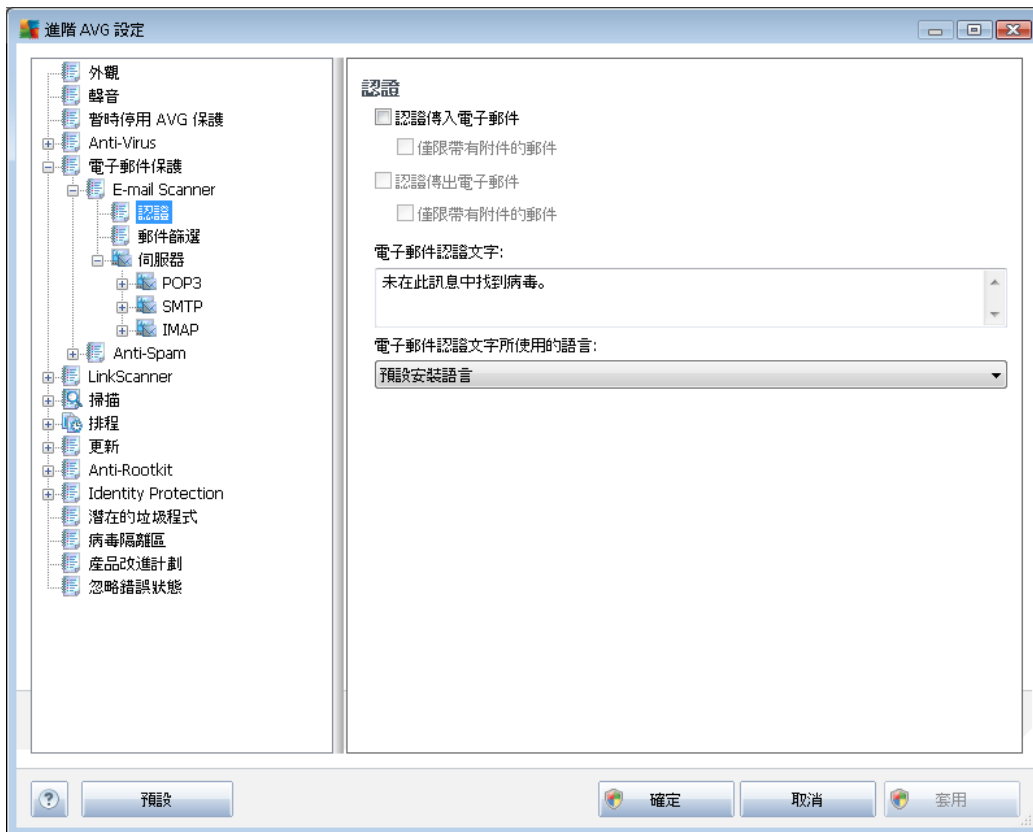 進階 AVG 設定
外觀
聲音
暫時停用 AVG 保護
Anti-Virus
電子郵件保護
E-mail Scanner
認證
郵件篩選
伺服器
POP3
SMTP
IMAP
Anti-Spam
LinkScanner
掃描
排程
更新
Anti-Rootkit
Identity Protection
潛在的垃圾程式
病毒隔離區
產品改進計劃
忽略錯誤狀態
認證
認證傳入電子郵件
僅限帶有附件的郵件
認證傳出電子郵件
僅限帶有附件的郵件
電子郵件認證文字:
未在此訊息中找到病毒。
電子郵件認證文字所使用的語言:
預設安裝語言
?
預設
確定
取消
套用